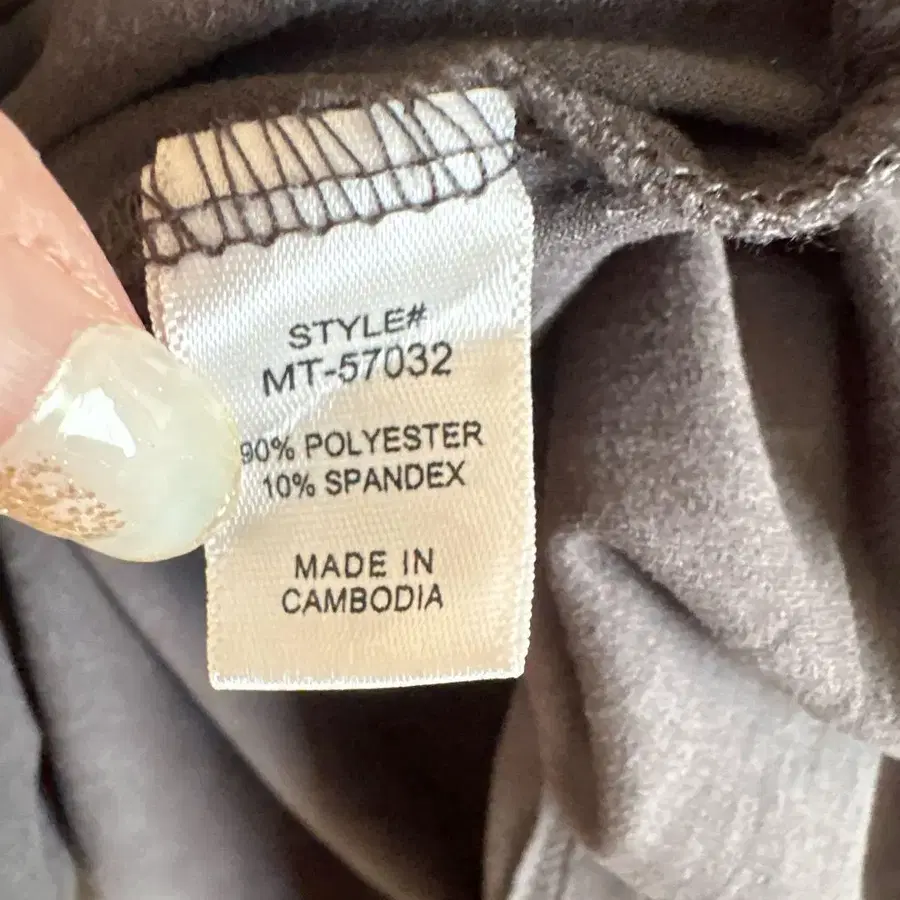 STYLE#
MT-57032
90% POLYESTER
10% SPANDEX
MADE IN
CAMBODIA